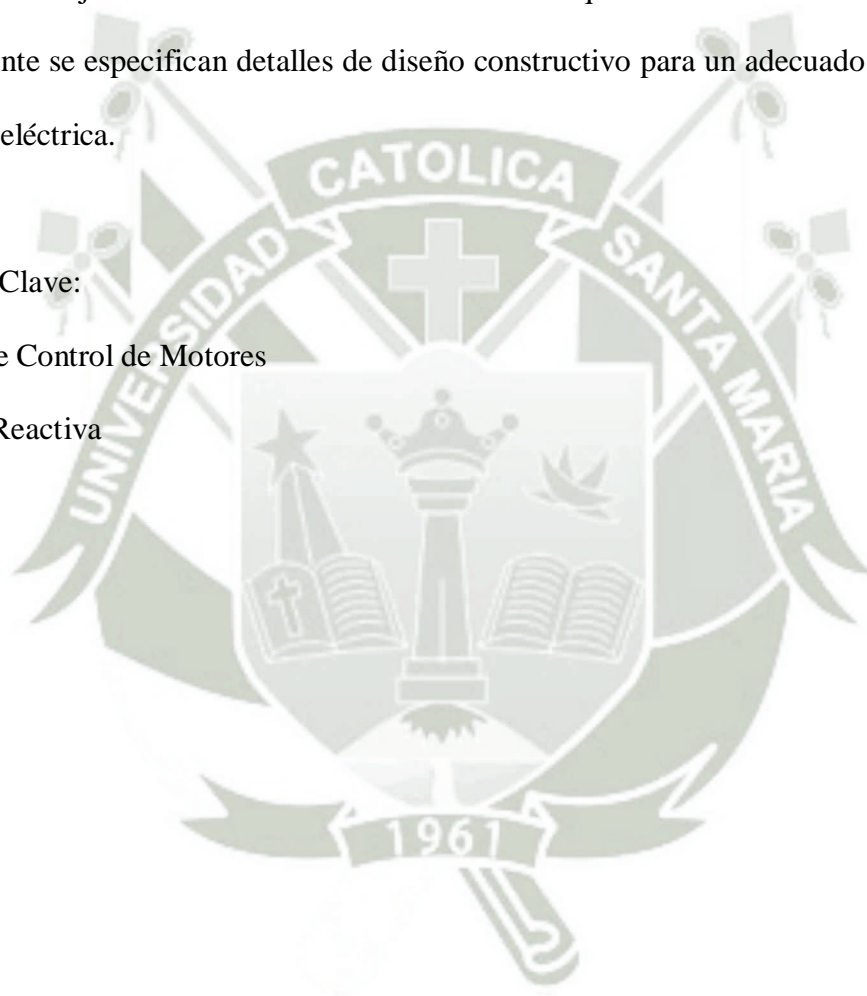 nte se especifican detalles de diseño constructivo para un adecuado
eléctrica.
Clave:
e Control de Motores
Reactiva
UNIVERSIDAD CATOLICA SANTA MARIA
1961